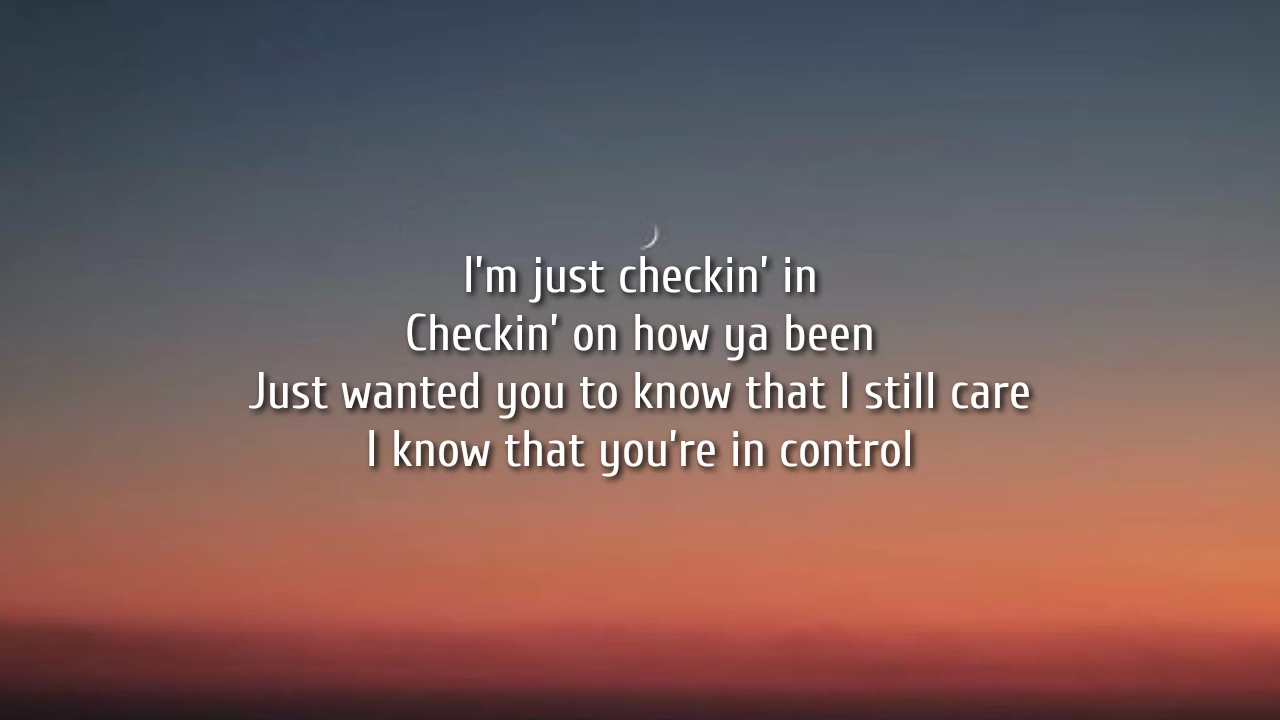 I'm just checkin' in
Checkin' on how ya been
Just wanted you to know that I still care
I know that you're in control